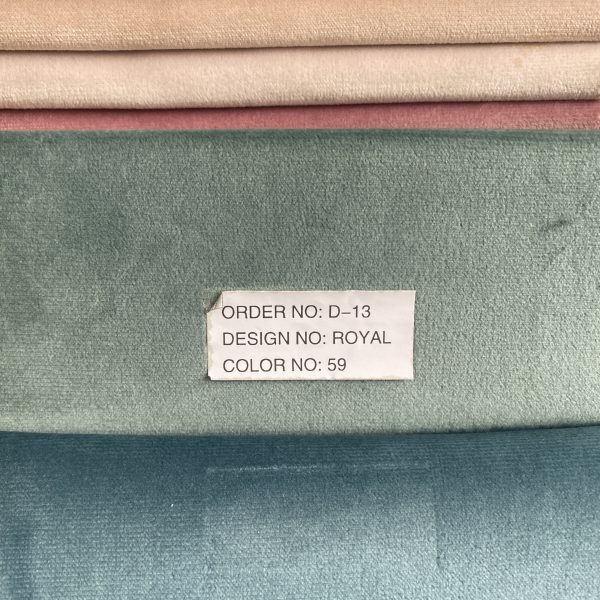 ORDER NO: D-13
DESIGN NO: ROYAL
COLOR NO: 59